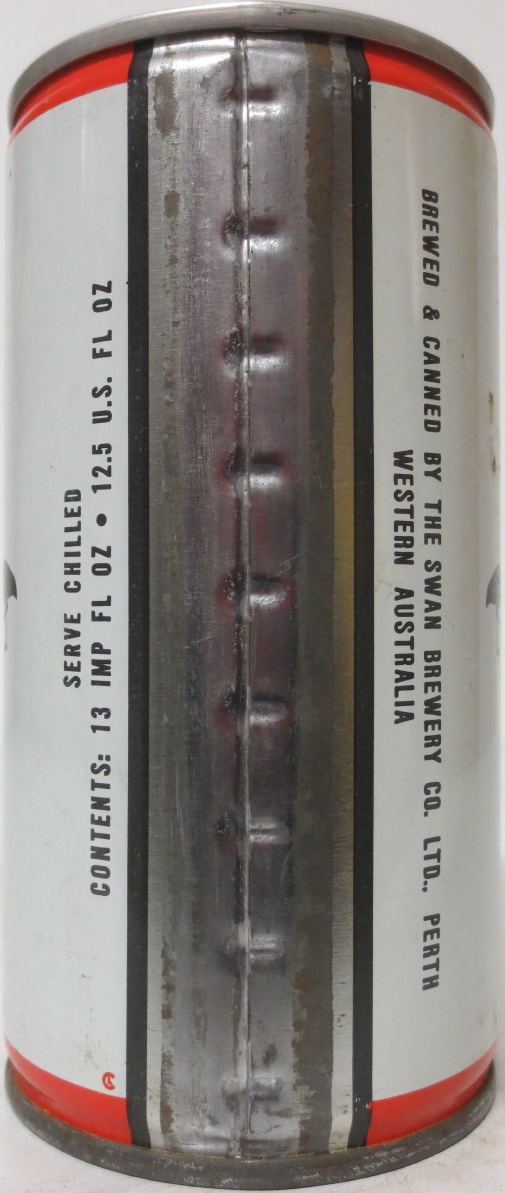 SERVE CHILLED
CONTENTS: 13 IMP FL OZ • 12.5 U.S. FL OZ
BREWED & CANNED BY THE SWAN BREWERY CO. LTD., PERTH
WESTERN AUSTRALIA